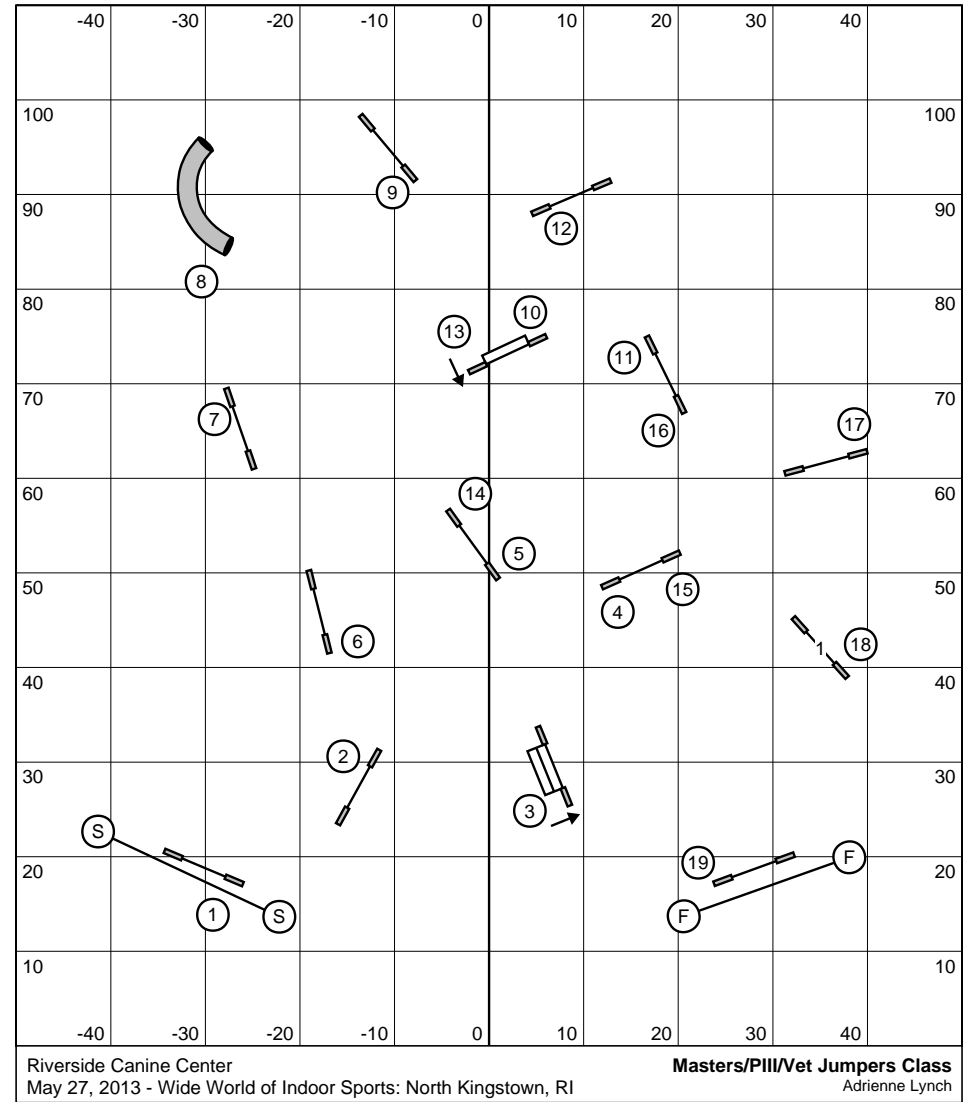 -40 -30 -20 -10 0 10 20 30 40
100 100
9
90 12 90
8
80 80
13 10
11
70 70
7 16 17
60 60
14
5
50 50
4 15
6 1 18
40 40
2
30 30
3
S
20 19 F 20
1 S F
10 10
-40 -30 -20 -10 0 10 20 30 40
Riverside Canine Center Masters/PIII/Vet Jumpers Class
May 27, 2013 - Wide World of Indoor Sports: North Kingstown, RI Adrienne Lynch